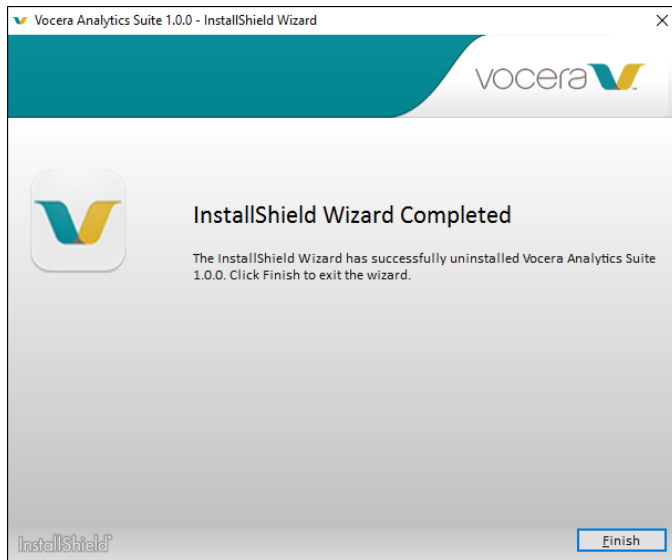 Vocera Analytics Suite 1.0.0 - InstallShield Wizard
vocera
InstallShield Wizard Completed
The InstallShield Wizard has successfully uninstalled Vocera Analytics Suite
1.0.0. Click Finish to exit the wizard.
InstallShield
Finish